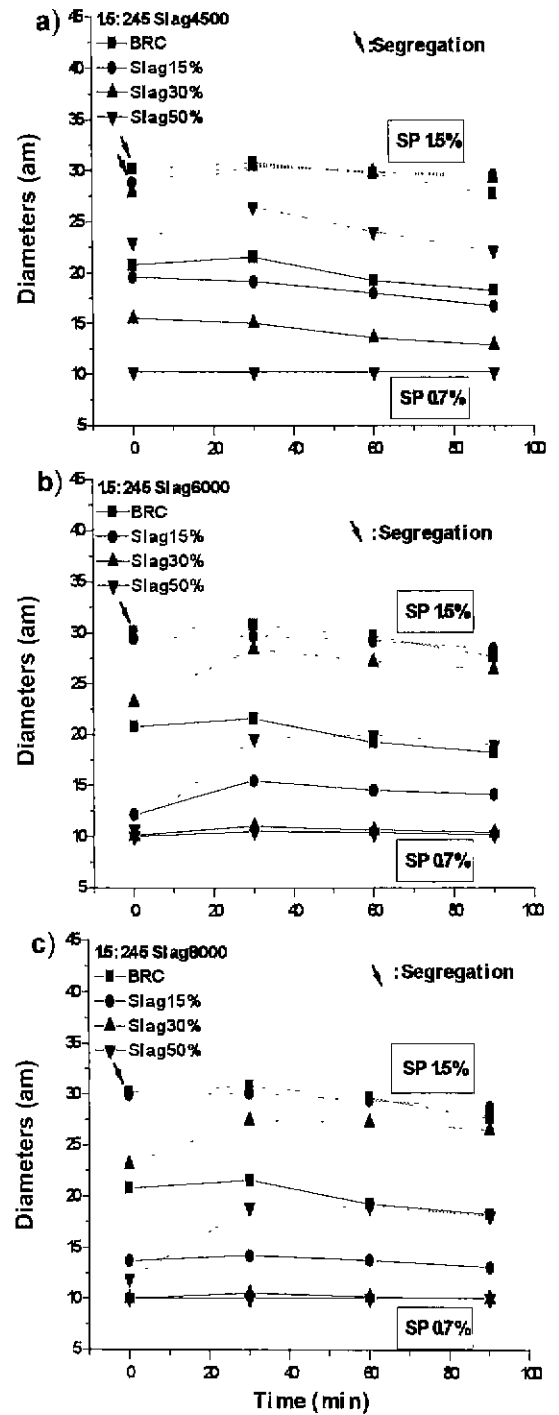 a)
1.5:245 Slag4500
BRC
Slag15%
Slag30%
Slag50%
:Segregation
SP 1.5%
SP 0.7%
Diameters (am)
45
40
35
30
25
20
15
10
5
0 20 40 60 80 100
b)
1.5:245 Slag6000
BRC
Slag15%
Slag30%
Slag50%
:Segregation
SP 1.5%
SP 0.7%
Diameters (am)
45
40
35
30
25
20
15
10
5
0 20 40 60 80 100
c)
1.5:245 Slag8000
BRC
Slag15%
Slag30%
Slag50%
:Segregation
SP 1.5%
SP 0.7%
Diameters (am)
45
40
35
30
25
20
15
10
5
0 20 40 60 80 100
Time (min)